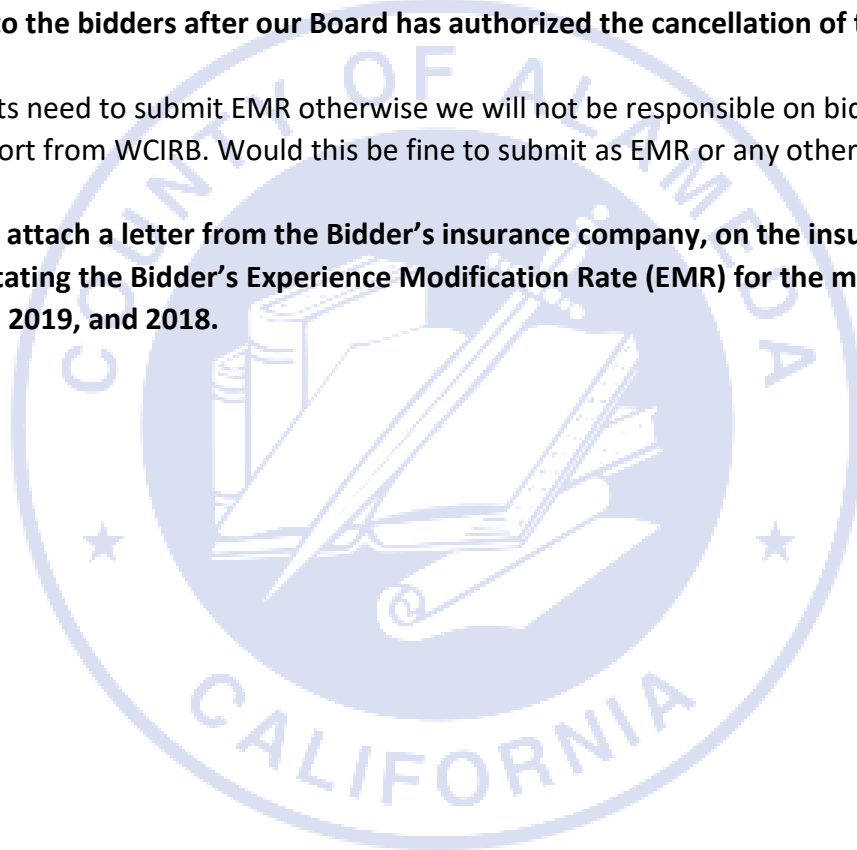 to the bidders after our Board has authorized the cancellation of t
ts need to submit EMR otherwise we will not be responsible on bid
ort from WCIRB. Would this be fine to submit as EMR or any other
attach a letter from the Bidder's insurance company, on the insu
tating the Bidder's Experience Modification Rate (EMR) for the m
2019, and 2018.
COUNTY OF ALAMEDA
CALIFORNIA